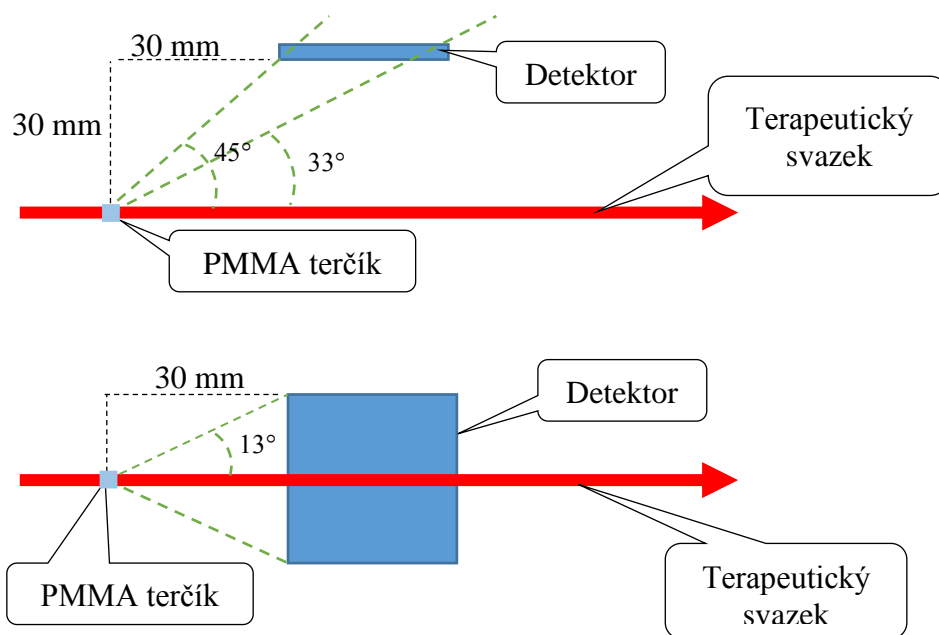 30 mm
Detektor
30 mm
Terapeutický
svazek
45°
33°
PMMA terčík
30 mm
Detektor
13°
PMMA terčík
Terapeutický
svazek